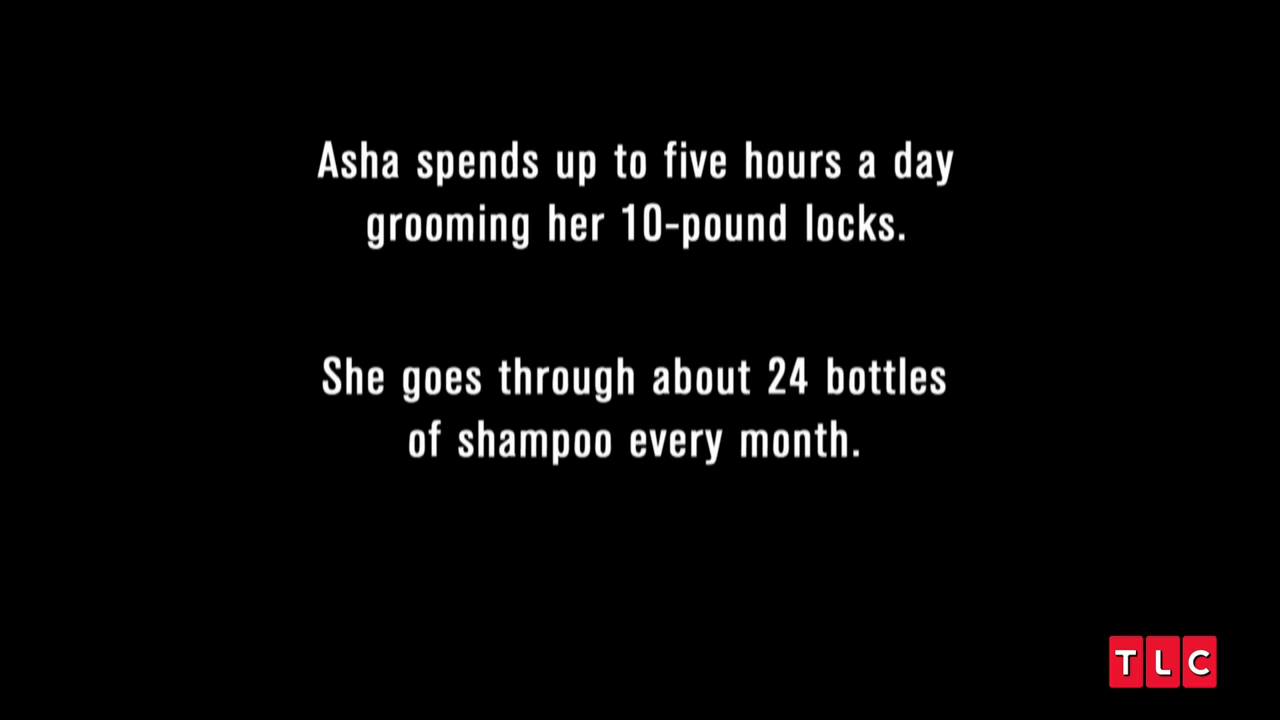 Asha spends up to five hours a day
grooming her 10-pound locks.
She goes through about 24 bottles
of shampoo every month.
TLC